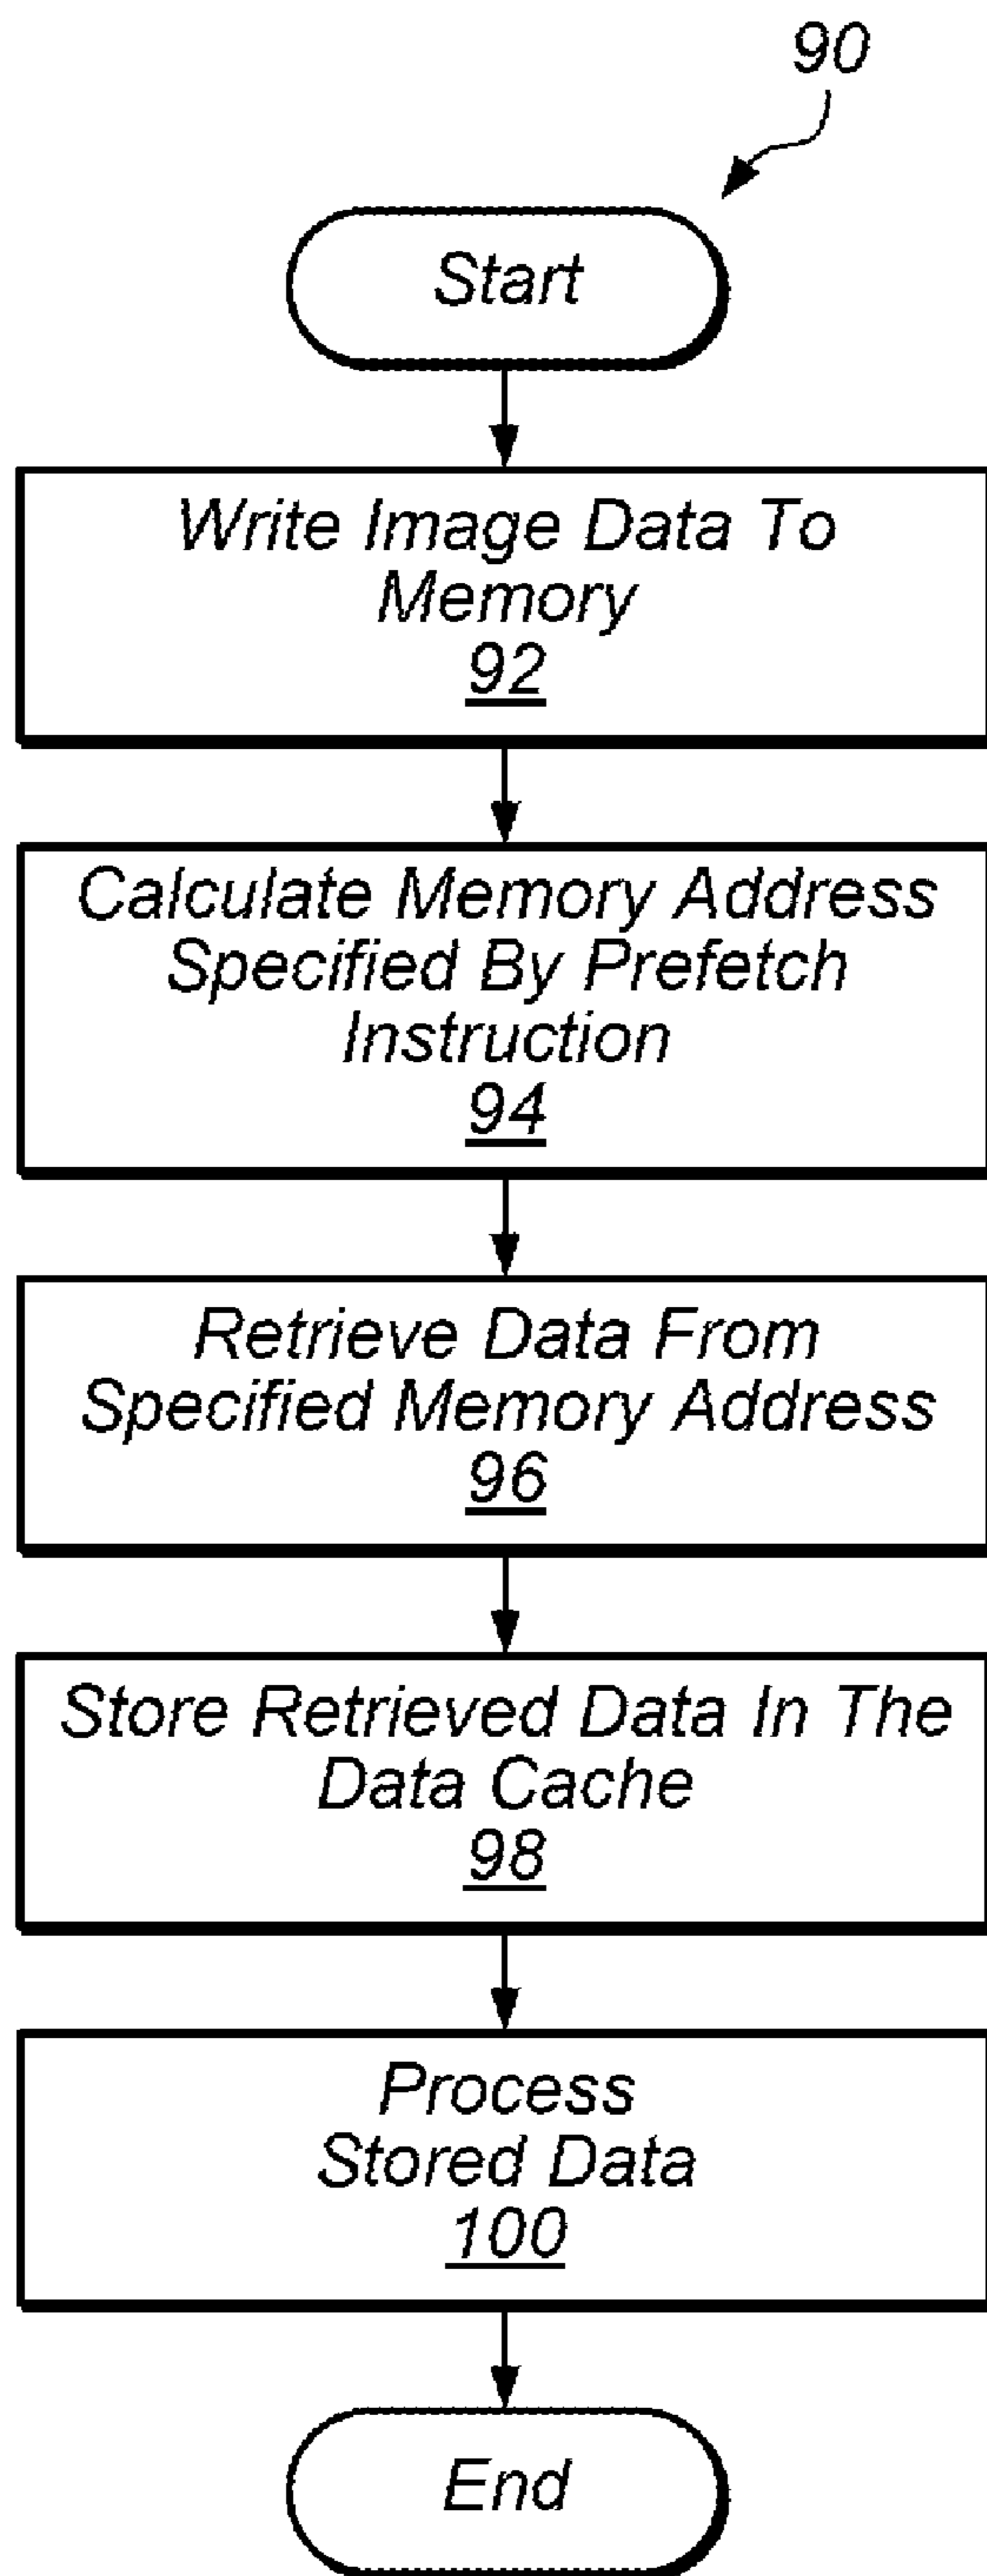 90
Start
Write Image Data To
Memory
92
Calculate Memory Address
Specified By Prefetch
Instruction
94
Retrieve Data From
Specified Memory Address
96
Store Retrieved Data In The
Data Cache
98
Process
Stored Data
100
End